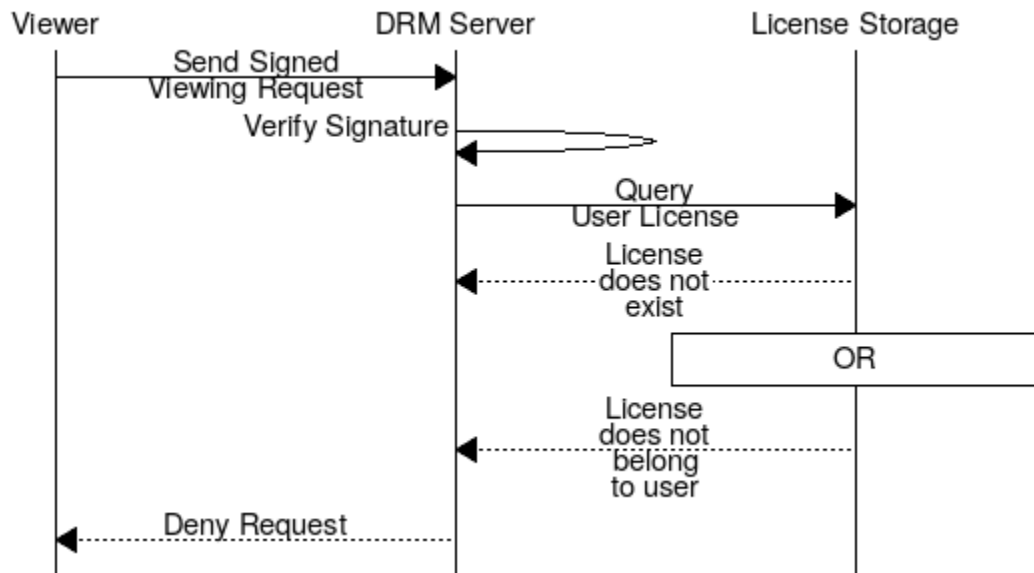 Viewer
DRM Server
License Storage
Send Signed
Viewing Request
Verify Signature
Query
User License
License
does not
exist
OR
License
does not
belong
to user
Deny Request